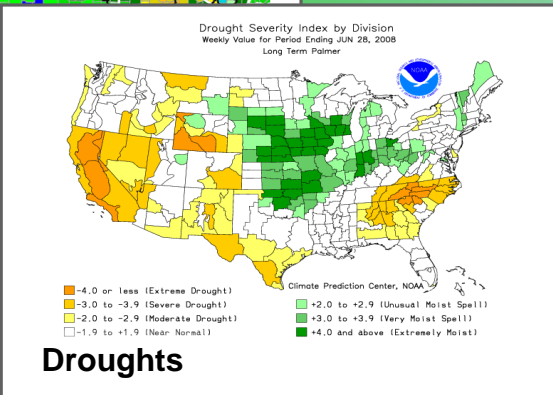 Drought Severity Index by Division
Weekly Value for Period Ending JUN 28, 2008
Long Term Palmer
NOAA
Climate Prediction Center, NOAA
-4.0 or less (Extreme Drought)
-3.0 to -3.9 (Severe Drought)
-2.0 to -2.9 (Moderate Drought)
-1.9 to +1.9 (Near Normal)
+2.0 to +2.9 (Unusual Moist Spell)
+3.0 to +3.9 (Very Moist Spell)
+4.0 and above (Extremely Moist)
Droughts